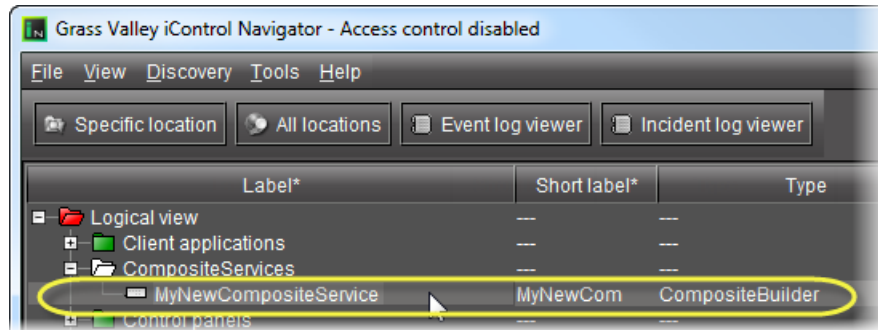 Grass Valley iControl Navigator - Access control disabled
File View Discovery Tools Help
Specific location All locations Event log viewer Incident log viewer
Label* Short label* Type
Logical view --- ---
Client applications --- ---
CompositeServices --- ---
MyNewCompositeService MyNewCom CompositeBuilder
Control panels --- ---